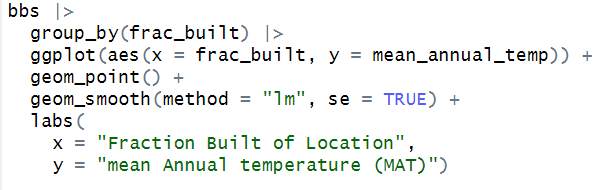 bbs |>
  group_by(frac_built) |>
  ggplot(aes(x = frac_built, y = mean_annual_temp)) +
  geom_point() +
  geom_smooth(method = "lm", se = TRUE) +
  labs(
    x = "Fraction Built of Location",
    y = "mean Annual temperature (MAT)")